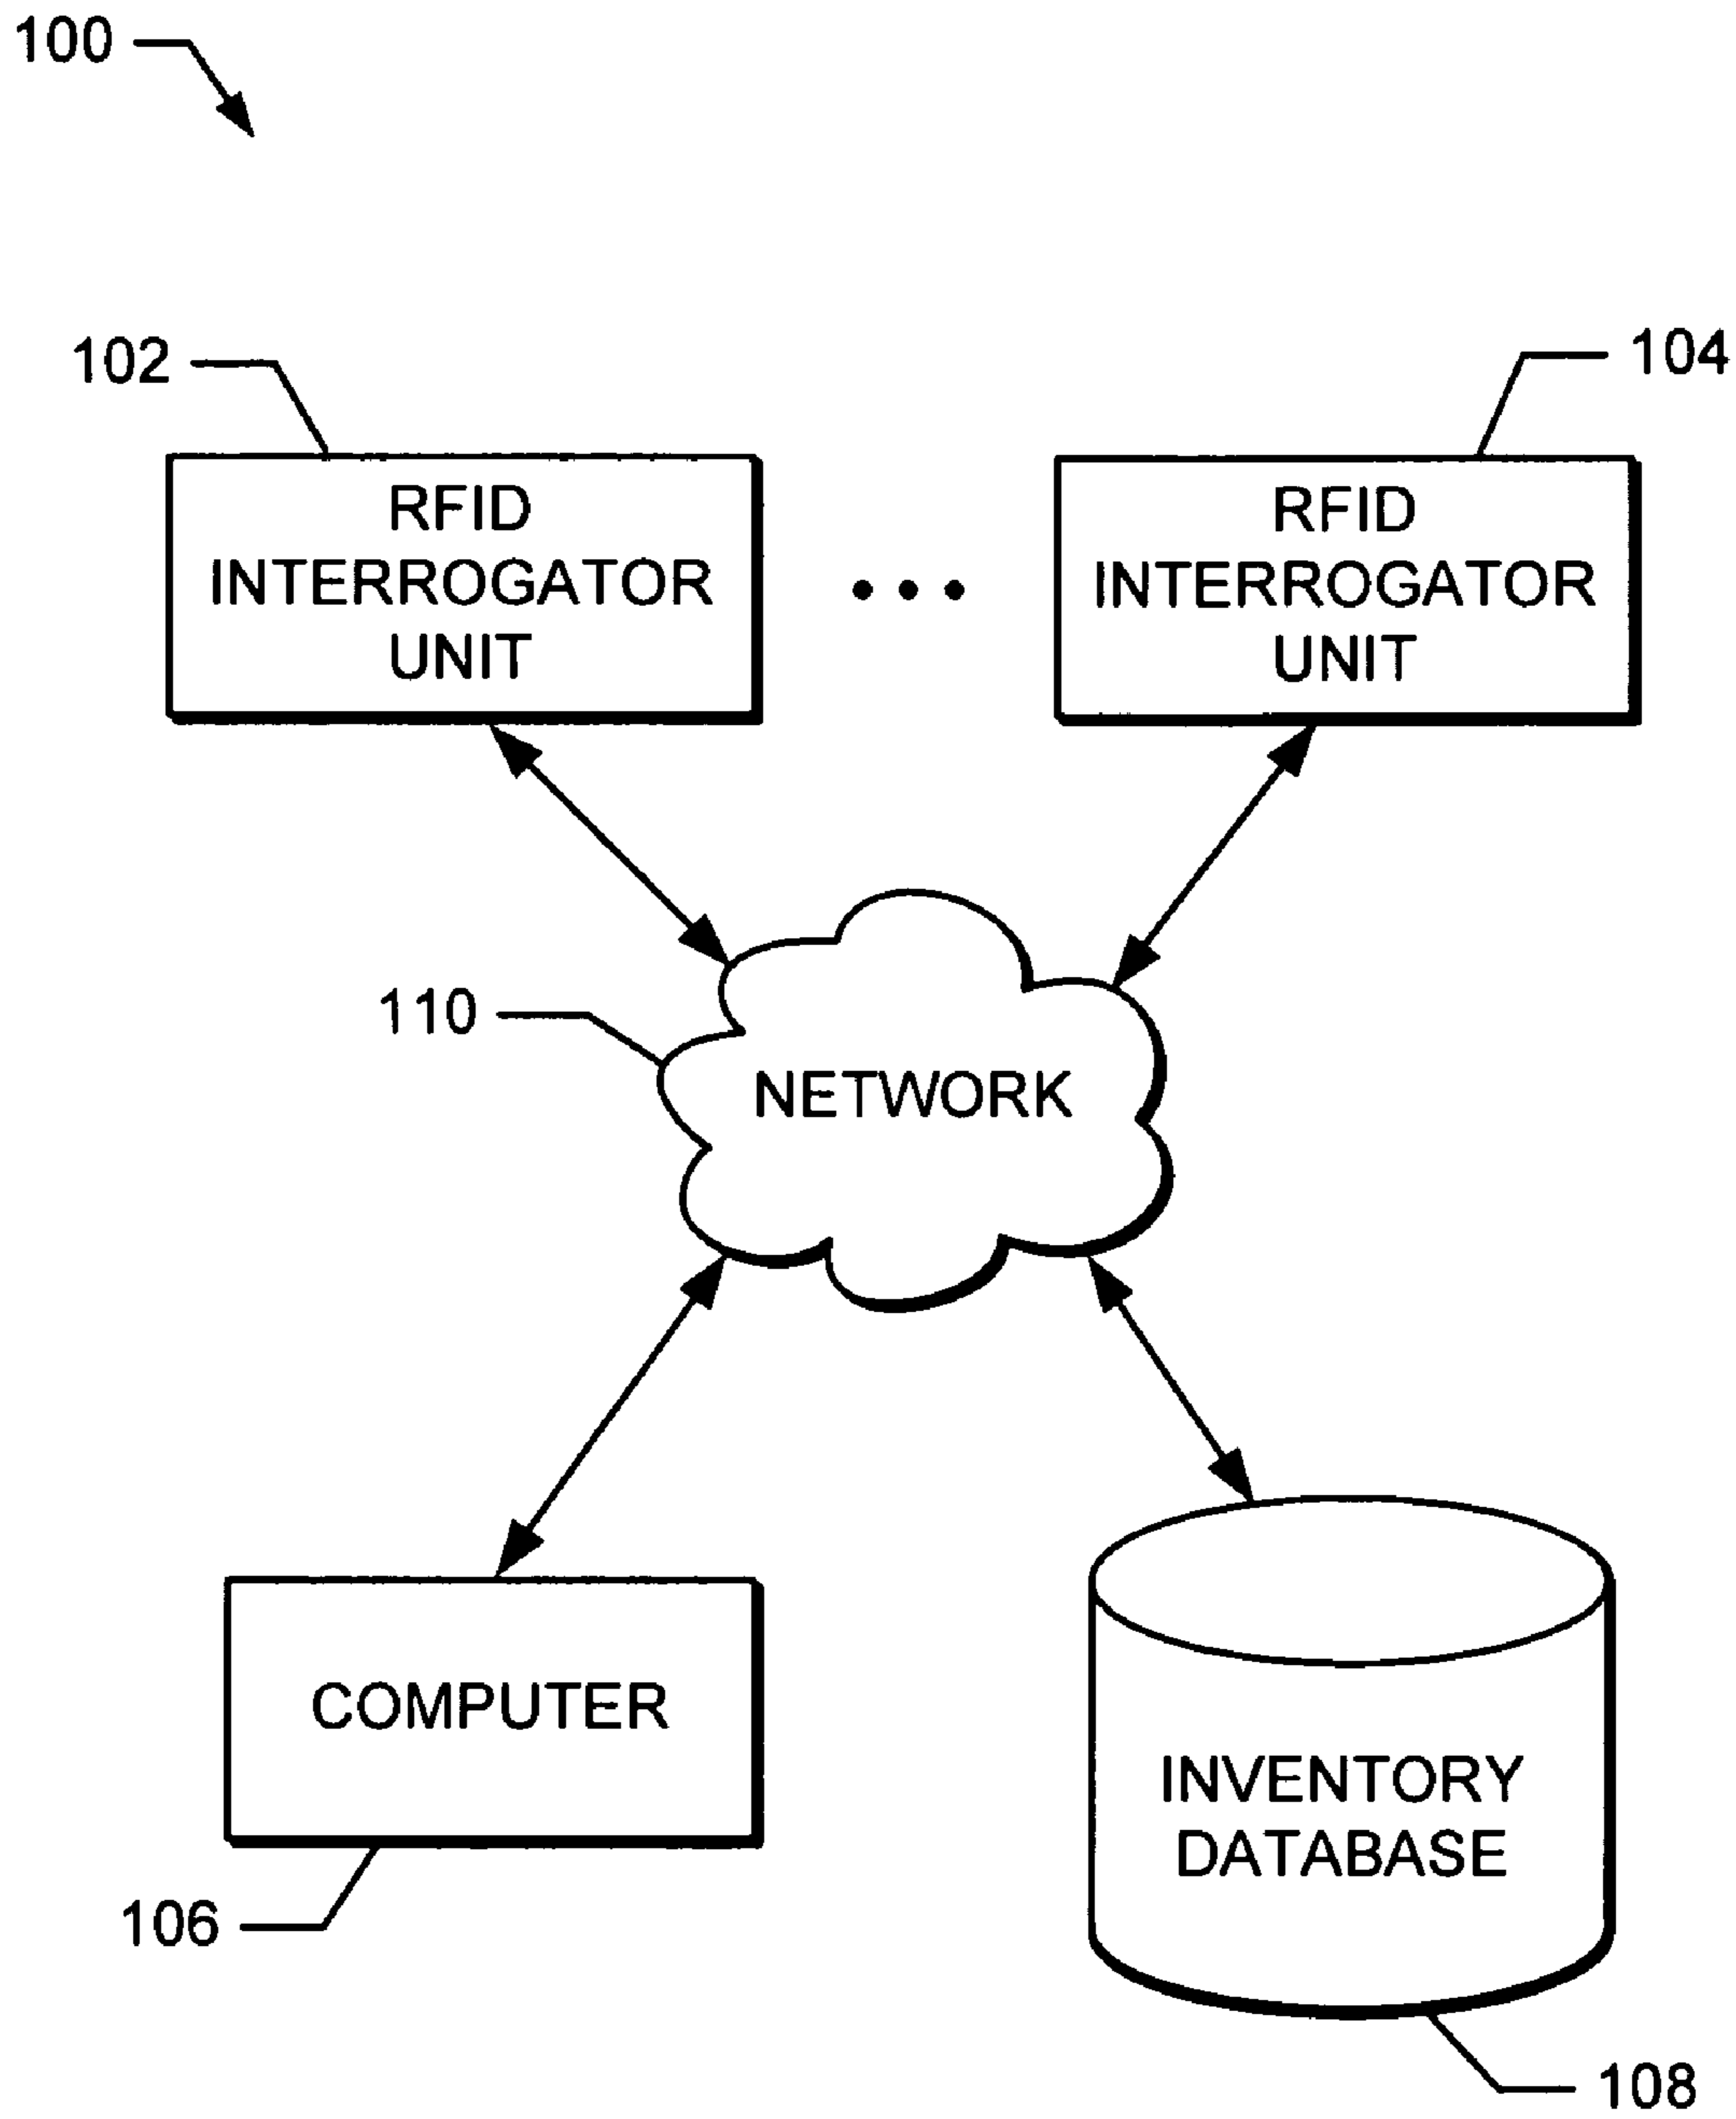 100
102
104
RFID
INTERROGATOR
UNIT
RFID
INTERROGATOR
UNIT
110
NETWORK
COMPUTER
INVENTORY
DATABASE
106
108